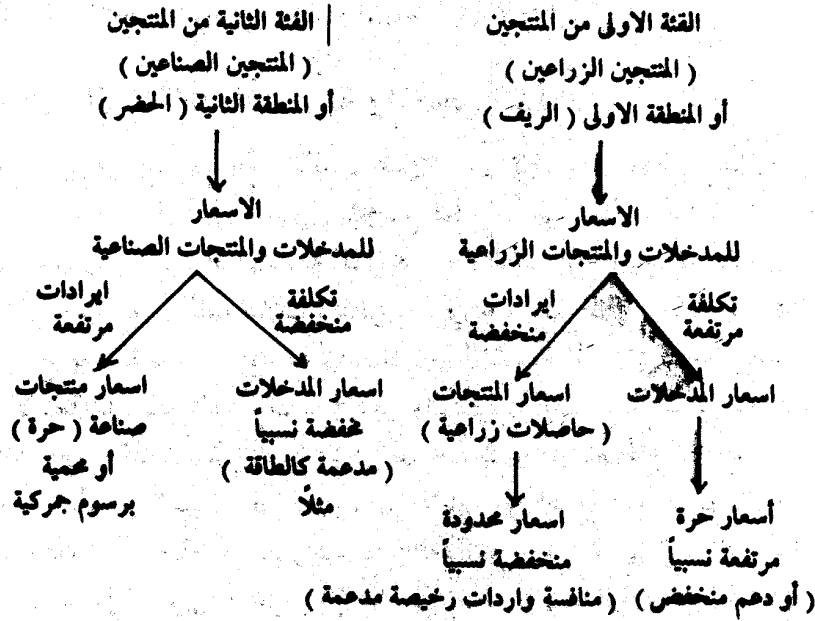 الفئة الاولى من المنتجين
( المنتجين الزراعين )
أو المنطقة الاولى ( الريف )
الاسعار
للمدخلات والمنتجات الزراعية
تكلفة
مرتفعة
ايرادات
منخفضة
اسعار المدخلات
أسعار حرة
مرتفعة نسبياً
( أو دعم منخفض )
اسعار المنتجات
( حاصلات زراعية )
اسعار محدودة
منخفضة نسبياً
( منافسة واردات رخيصة مدعمة )
الفئة الثانية من المنتجين
( المنتجين الصناعين )
أو المنطقة الثانية ( الحضر )
الاسعار
للمدخلات والمنتجات الصناعية
تكلفة
منخفضة
ايرادات
مرتفعة
اسعار المدخلات
مخفضة نسبياً
( مدعمة كالطاقة )
مثلاً
اسعار منتجات
صناعة ( حرة )
أو محمية
برسوم جمركية